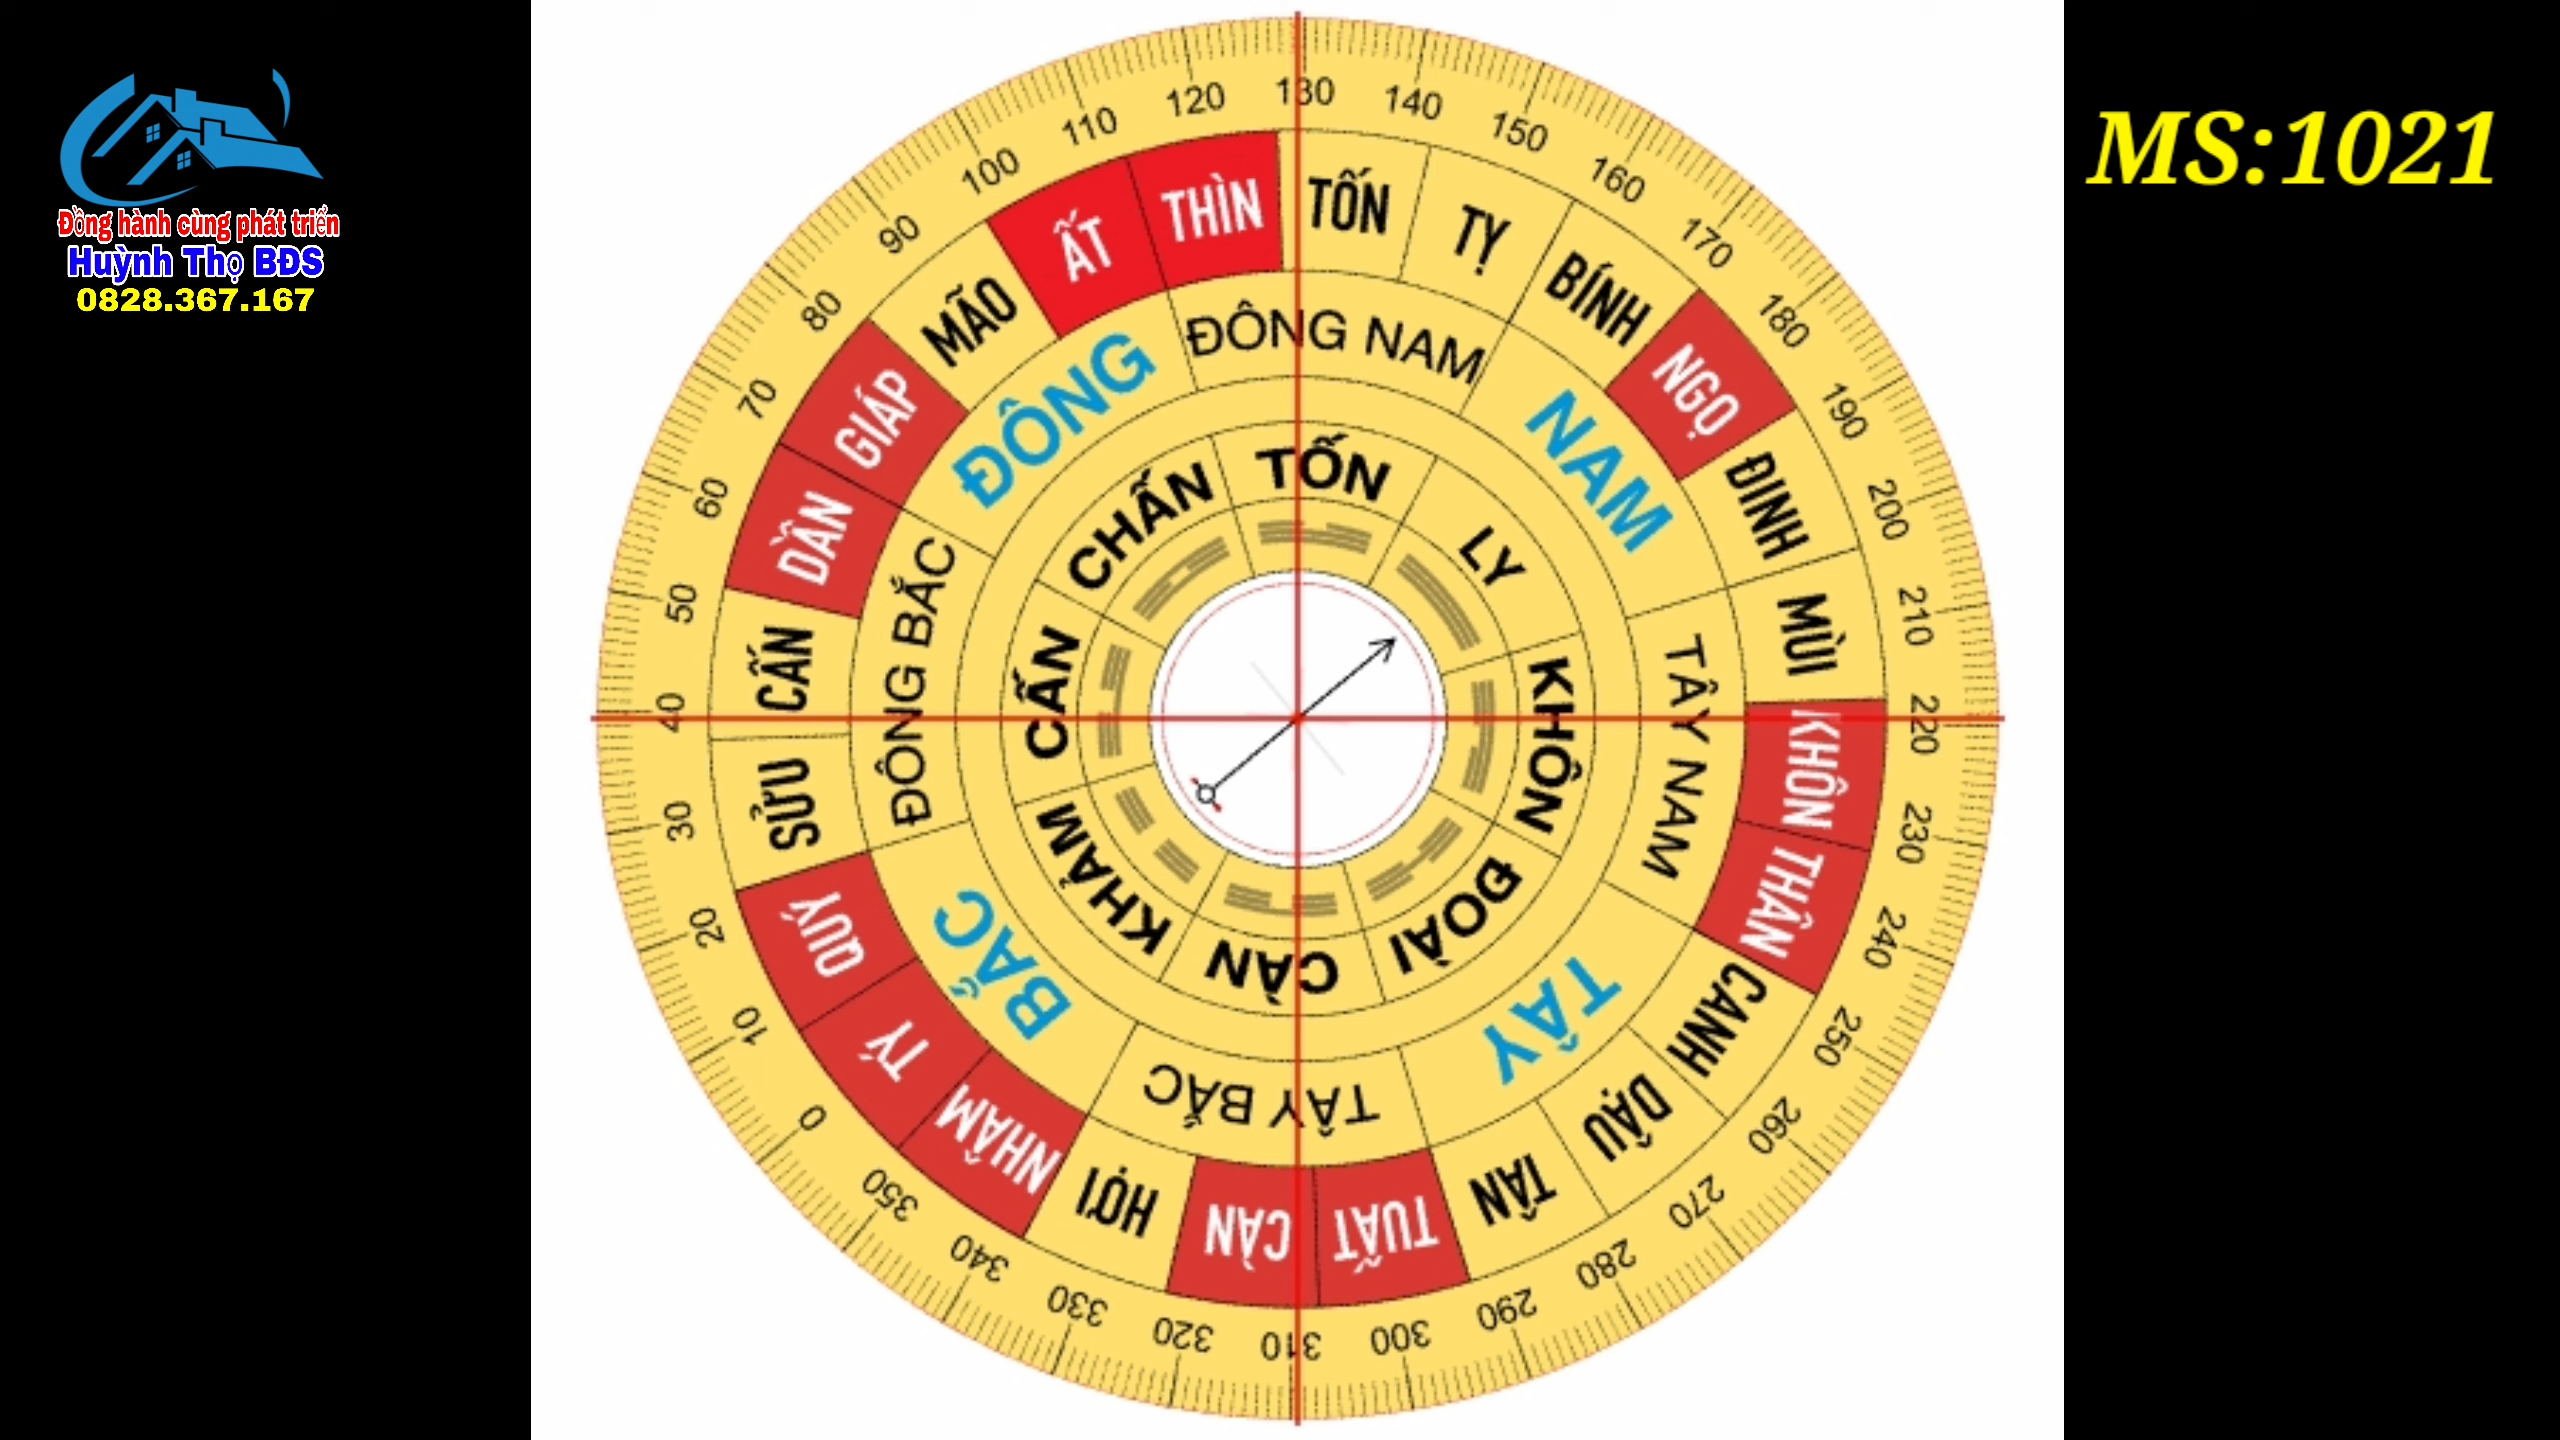 Đồng hành cùng phát triển
Huỳnh Thọ BĐS
0828.367.167
MS:1021
0
10
20
30
40
50
60
70
80
90
100
110
120
130
140
150
160
170
180
190
200
210
220
230
240
250
260
270
280
290
300
310
320
330
340
350
THÌN
TỐN
TỴ
BÍNH
NGỌ
ĐINH
MÙI
KHÔN
THÂN
CANH
DẬU
TÂN
TUẤT
CÀN
HỢI
NHÂM
TÝ
QUÝ
SỬU
CẤN
DẦN
GIÁP
MÃO
ẤT
ĐÔNG NAM
NAM
TÂY NAM
TÂY
TÂY BẮC
BẮC
ĐÔNG BẮC
ĐÔNG
TỐN
LY
KHÔN
ĐOÀI
CÀN
KHẢM
CẤN
CHẤN